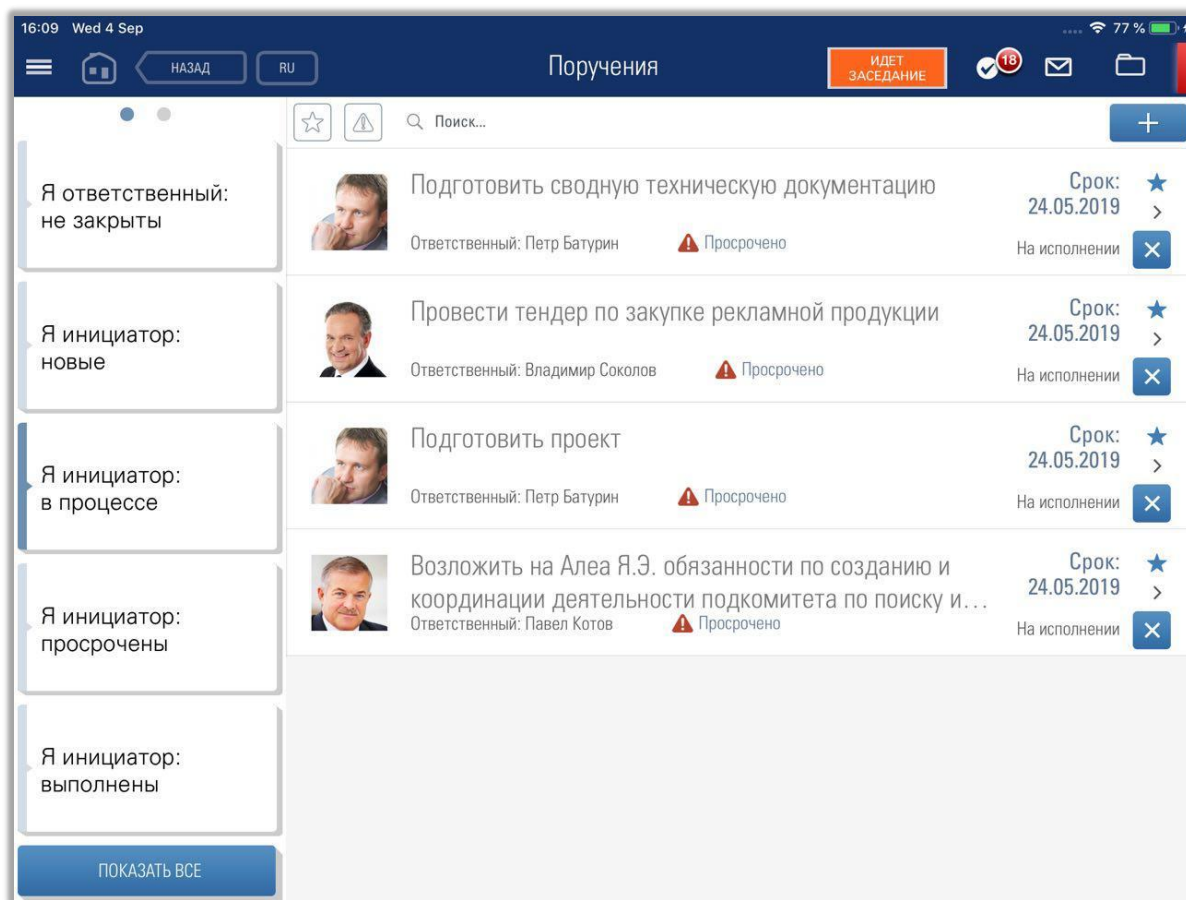 16:09 Wed 4 Sep
77 %
НАЗАД
RU
Поручения
ИДЕТ
ЗАСЕДАНИЕ
18
Поиск...
Я ответственный:
не закрыты
Я инициатор:
новые
Я инициатор:
в процессе
Я инициатор:
просрочены
Я инициатор:
выполнены
ПОКАЗАТЬ ВСЕ
Подготовить сводную техническую документацию
Ответственный: Петр Батурин
Просрочено
Срок:
24.05.2019
На исполнении
Провести тендер по закупке рекламной продукции
Ответственный: Владимир Соколов
Просрочено
Срок:
24.05.2019
На исполнении
Подготовить проект
Ответственный: Петр Батурин
Просрочено
Срок:
24.05.2019
На исполнении
Возложить на Алеа Я.Э. обязанности по созданию и
координации деятельности подкомитета по поиску и...
Ответственный: Павел Котов
Просрочено
Срок:
24.05.2019
На исполнении